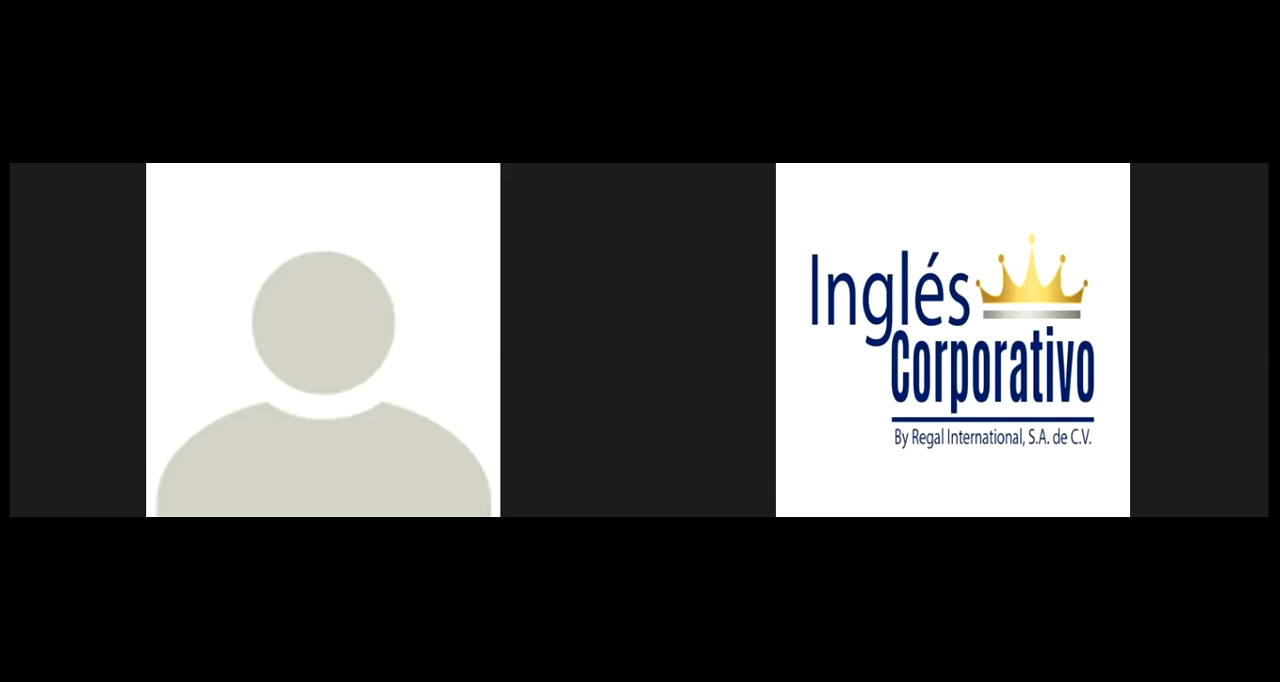 Inglés
Corporativo
By Regal International, S.A. de C.V.